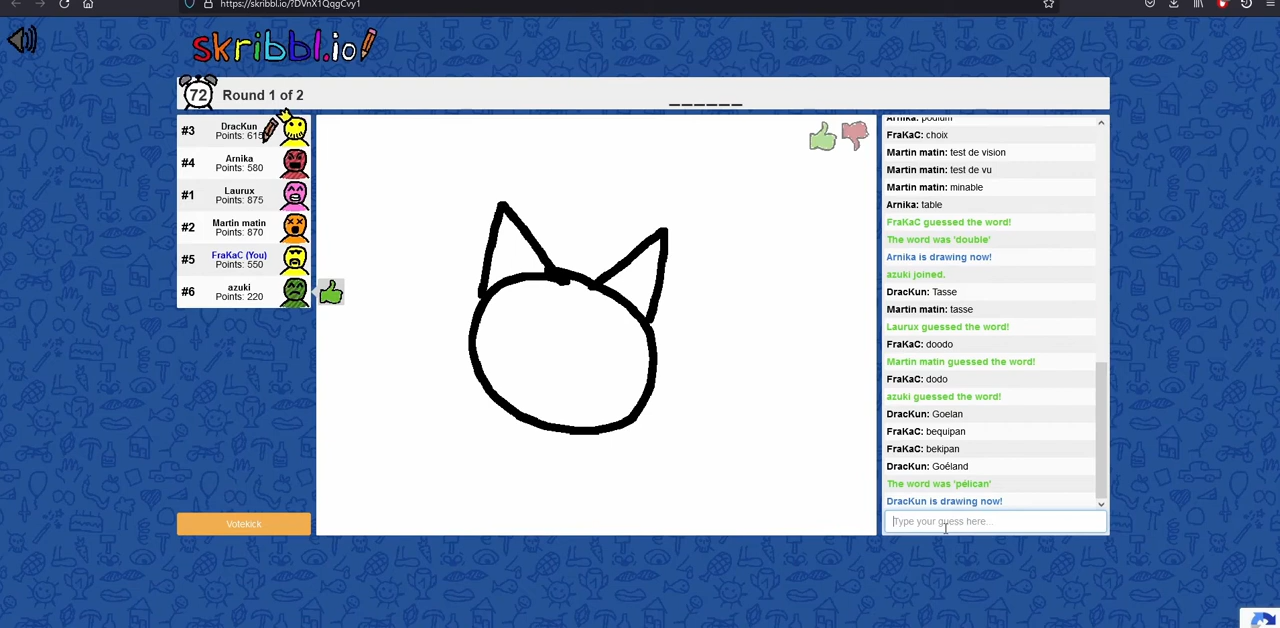 https://skribbl.io/?DVnX1QqgCvy1
skribbl.io
72
Round 1 of 2
______
#3 DracKun
Points: 615
#4 Arnika
Points: 580
#1 Laurux
Points: 875
#2 Martin matin
Points: 870
#5 FraKaC (You)
Points: 550
#6 azuki
Points: 220
Votekick
Arnika: podium
FraKaC: choix
Martin matin: test de vision
Martin matin: test de vu
Martin matin: minable
Arnika: table
FraKaC guessed the word!
The word was 'double'
Arnika is drawing now!
azuki joined.
DracKun: Tasse
Martin matin: tasse
Laurux guessed the word!
FraKaC: doodo
Martin matin guessed the word!
FraKaC: dodo
azuki guessed the word!
DracKun: Goelan
FraKaC: bequipan
FraKaC: bekipan
DracKun: Goéland
The word was 'pélican'
DracKun is drawing now!
Type your guess here...